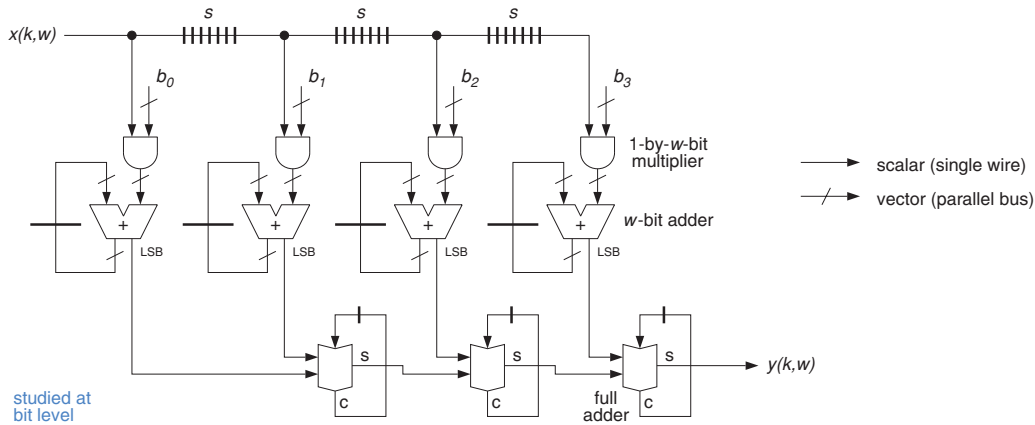 s s s
x(k,w)
b0 b1 b2 b3
1-by-w-bit
multiplier
scalar (single wire)
vector (parallel bus)
+ + + + w-bit adder
LSB LSB LSB LSB
s s s y(k,w)
studied at
bit level
c c full
adder c